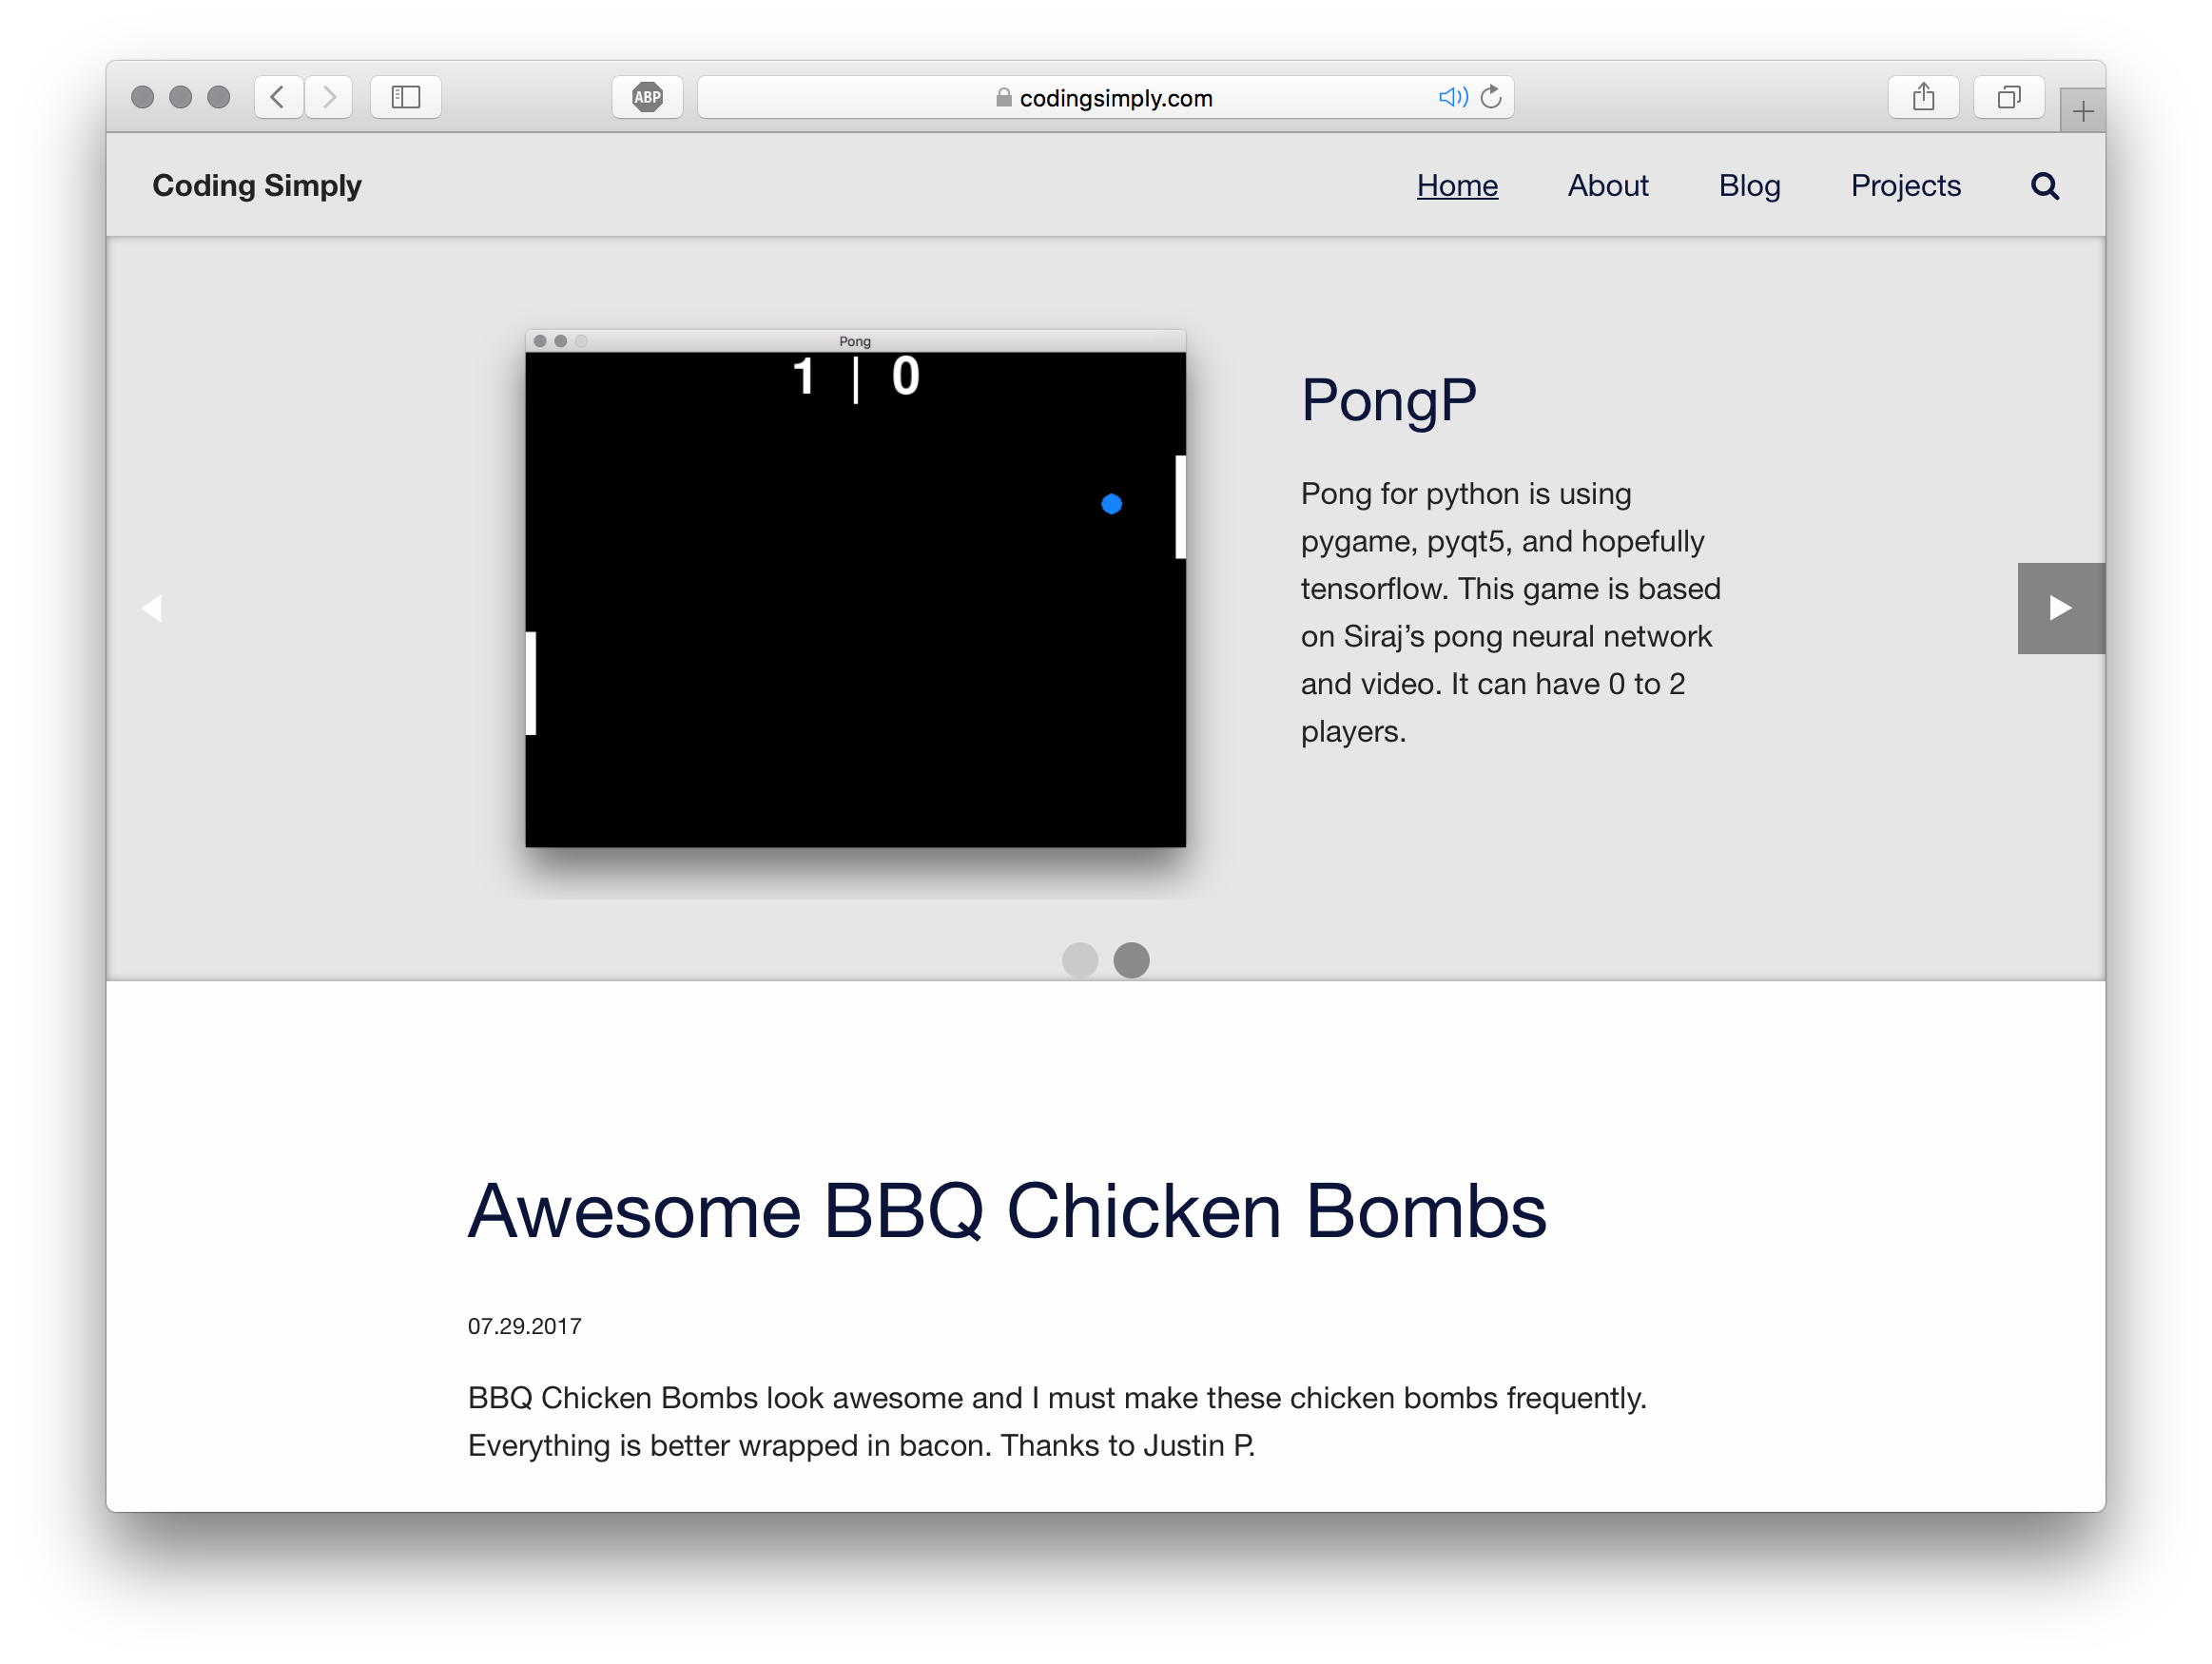 ABP
codingsimply.com
Coding Simply
Home
About
Blog
Projects
Pong
1 | 0
PongP
Pong for python is using
pygame, pyqt5, and hopefully
tensorflow. This game is based
on Siraj’s pong neural network
and video. It can have 0 to 2
players.
Awesome BBQ Chicken Bombs
07.29.2017
BBQ Chicken Bombs look awesome and I must make these chicken bombs frequently.
Everything is better wrapped in bacon. Thanks to Justin P.